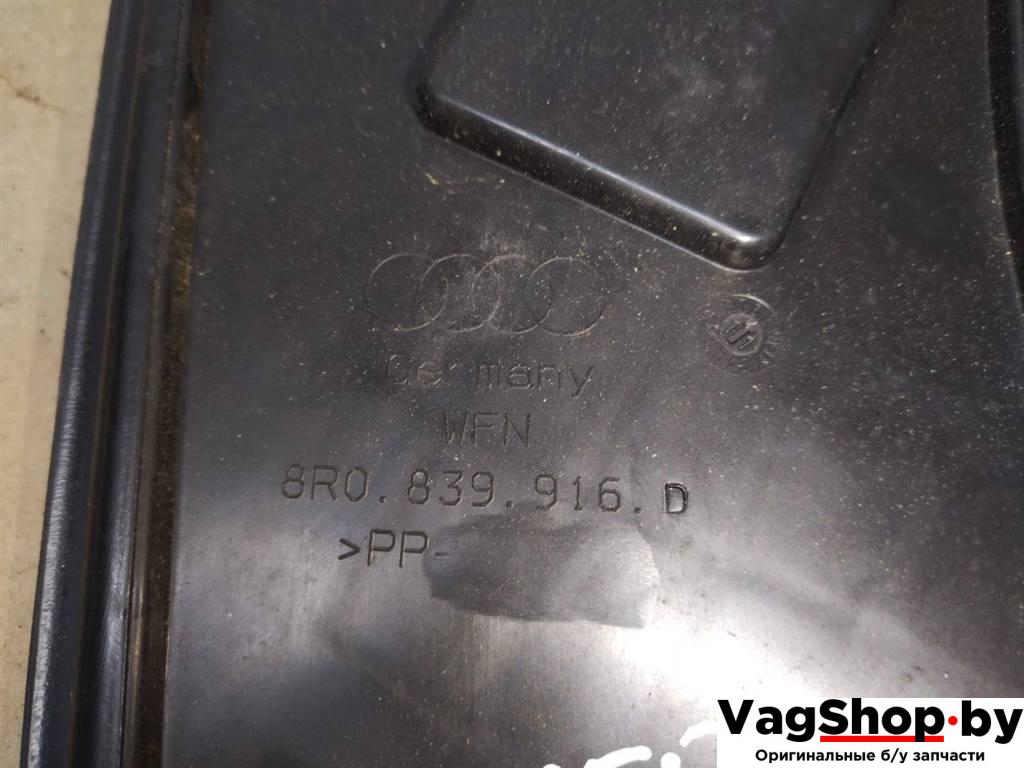 Germany
WFN
8R0.839.916.D
>PP-
VagShop.by
Оригинальные б/у запчасти